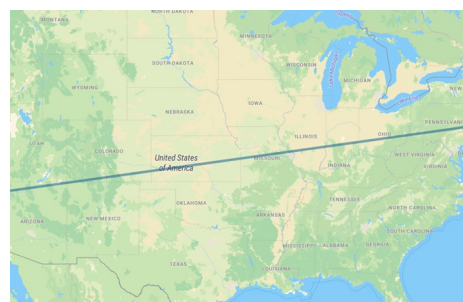 NORTH DAKOTA
MONTANA
MINNESOTA
SOUTH DAKOTA
WISCONSIN
MICHIGAN
WYOMING
IOWA
NEBRASKA
PENNSYLVANI
ILLINOIS
OHIO
UTAH
COLORADO
United States
of America
MISSOURI
INDIANA
WEST VIRGINIA
VIRGINIA
KENTUCKY
OKLAHOMA
TENNESSEE
NORTH CAROLINA
ARIZONA
NEW MEXICO
ARKANSAS
SOUTH CAROLINA
MISSISSIPPI
ALABAMA
GEORGIA
TEXAS
LOUISIANA